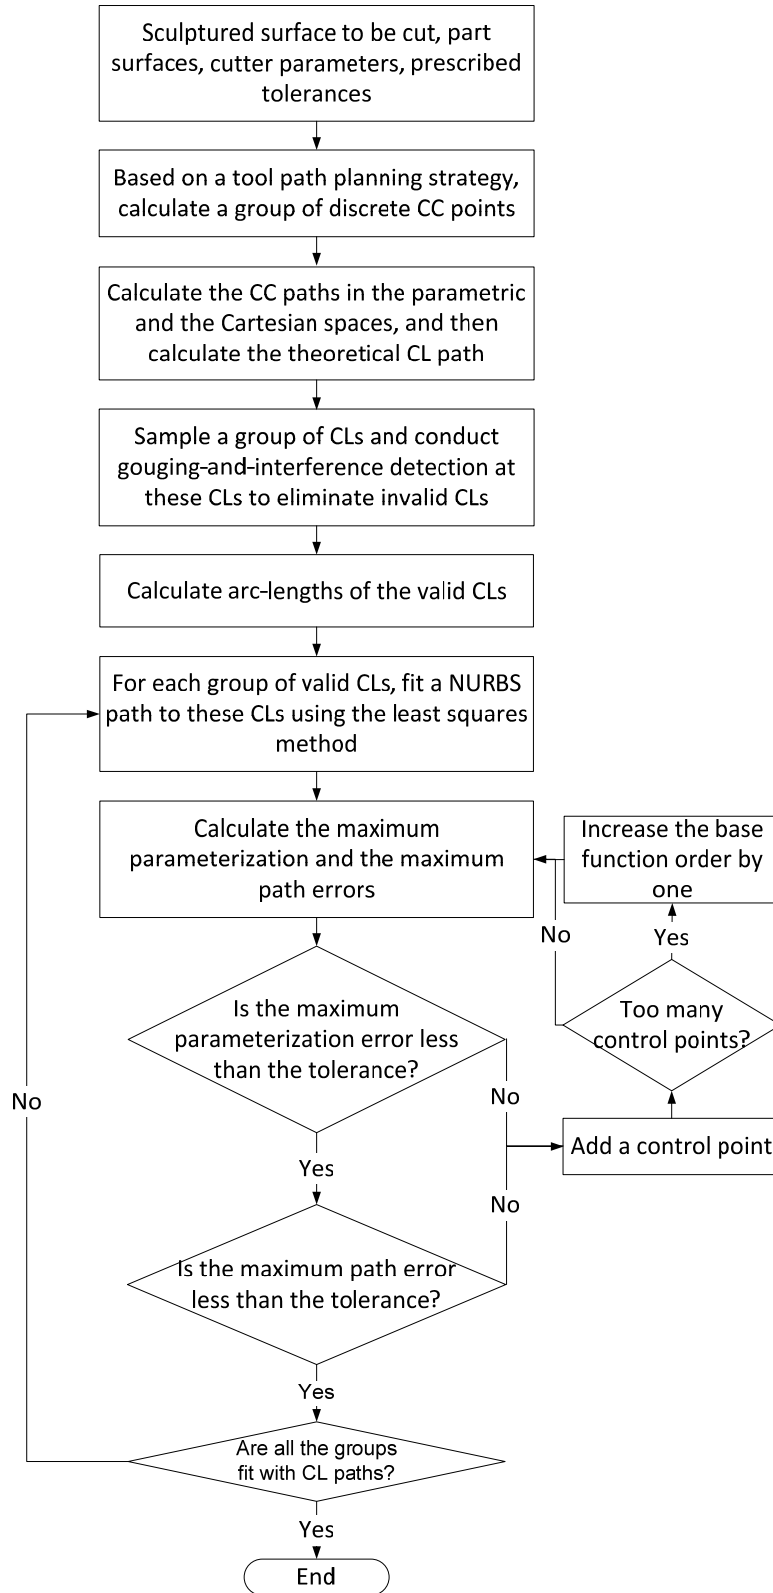 Sculptured surface to be cut, part
surfaces, cutter parameters, prescribed
tolerances
Based on a tool path planning strategy,
calculate a group of discrete CC points
Calculate the CC paths in the parametric
and the Cartesian spaces, and then
calculate the theoretical CL path
Sample a group of CLs and conduct
gouging-and-interference detection at
these CLs to eliminate invalid CLs
Calculate arc-lengths of the valid CLs
For each group of valid CLs, fit a NURBS
path to these CLs using the least squares
method
Calculate the maximum
parameterization and the maximum
path errors
Increase the base
function order by
one
No
Yes
Too many
control points?
Is the maximum
parameterization error less
than the tolerance?
No
No
Add a control point
Yes
No
Is the maximum path error
less than the tolerance?
Yes
Are all the groups
fit with CL paths?
Yes
End